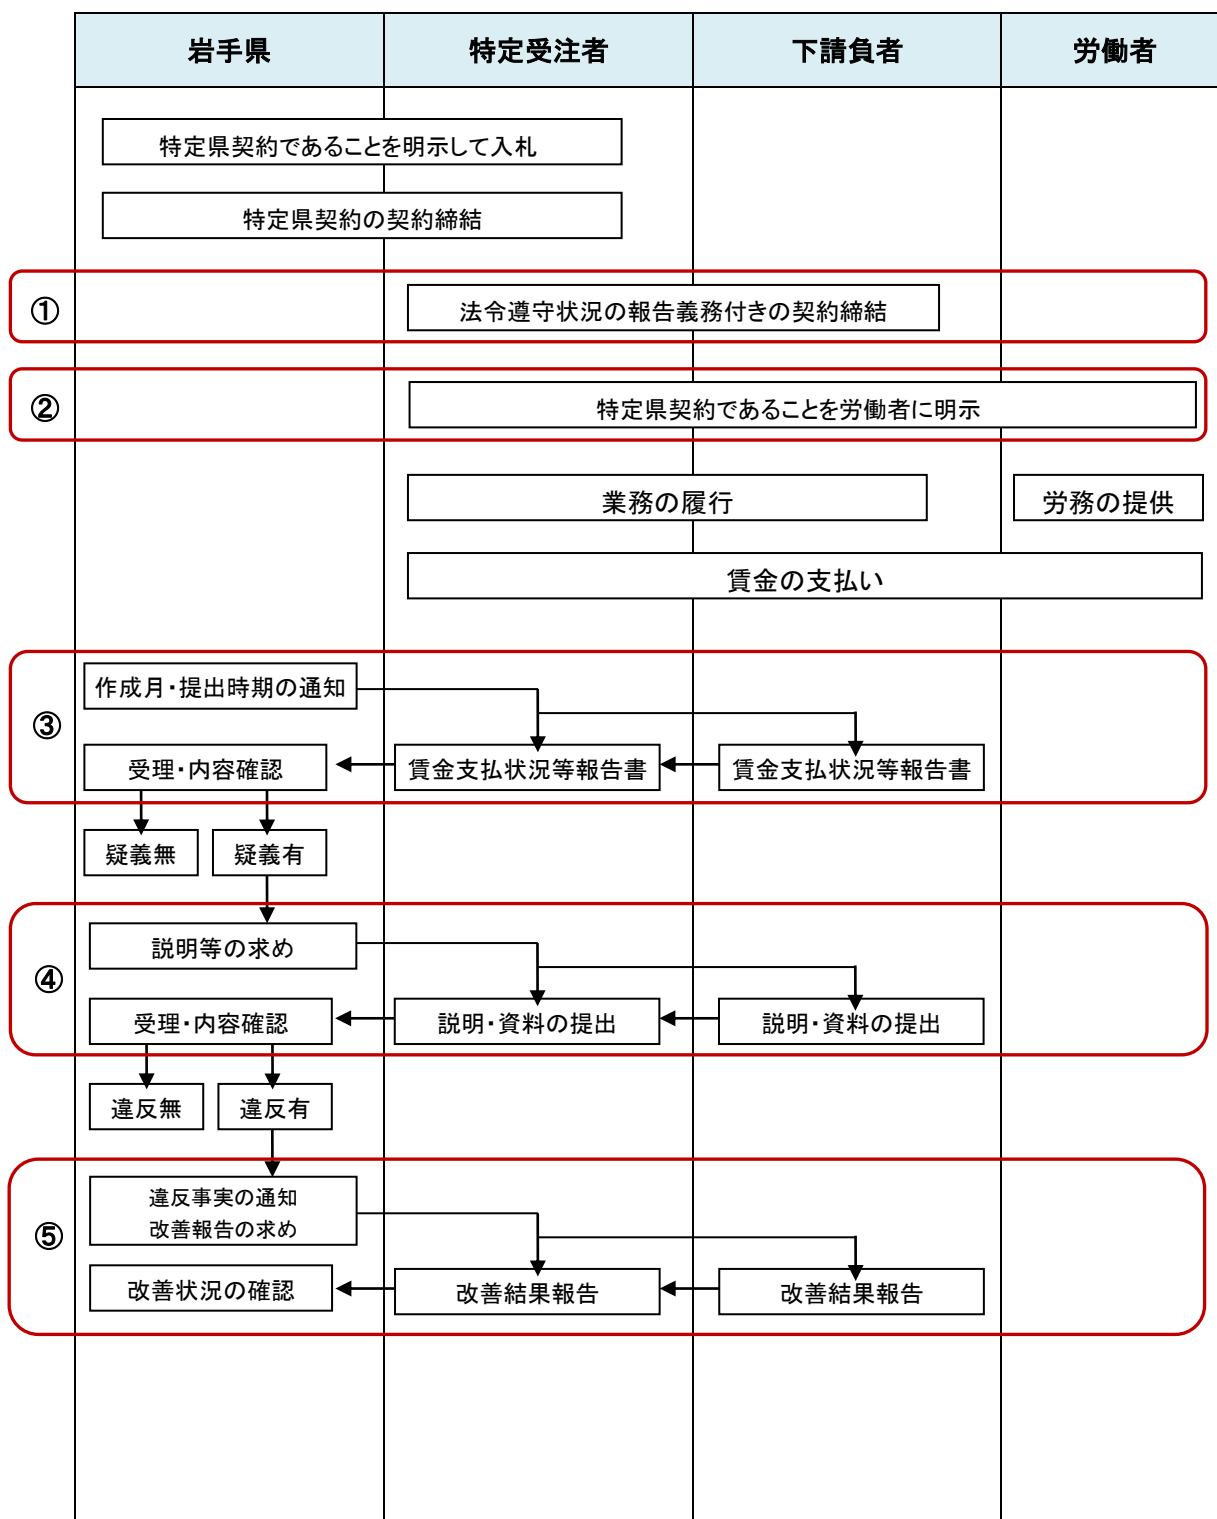 岩手県
特定受注者
下請負者
労働者
特定県契約であることを明示して入札
特定県契約の契約締結
①
法令遵守状況の報告義務付きの契約締結
②
特定県契約であることを労働者に明示
業務の履行
労務の提供
賃金の支払い
③
作成月・提出時期の通知
受理・内容確認
賃金支払状況等報告書
賃金支払状況等報告書
疑義無
疑義有
④
説明等の求め
受理・内容確認
説明・資料の提出
説明・資料の提出
違反無
違反有
⑤
違反事実の通知
改善報告の求め
改善状況の確認
改善結果報告
改善結果報告